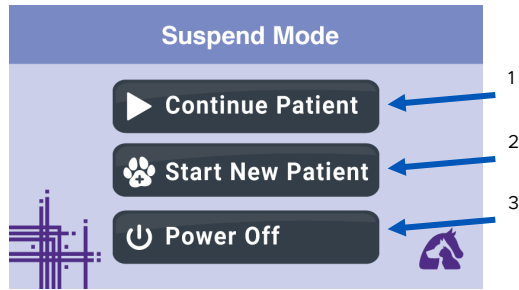 Suspend Mode
Continue Patient
1
Start New Patient
2
Power Off
3